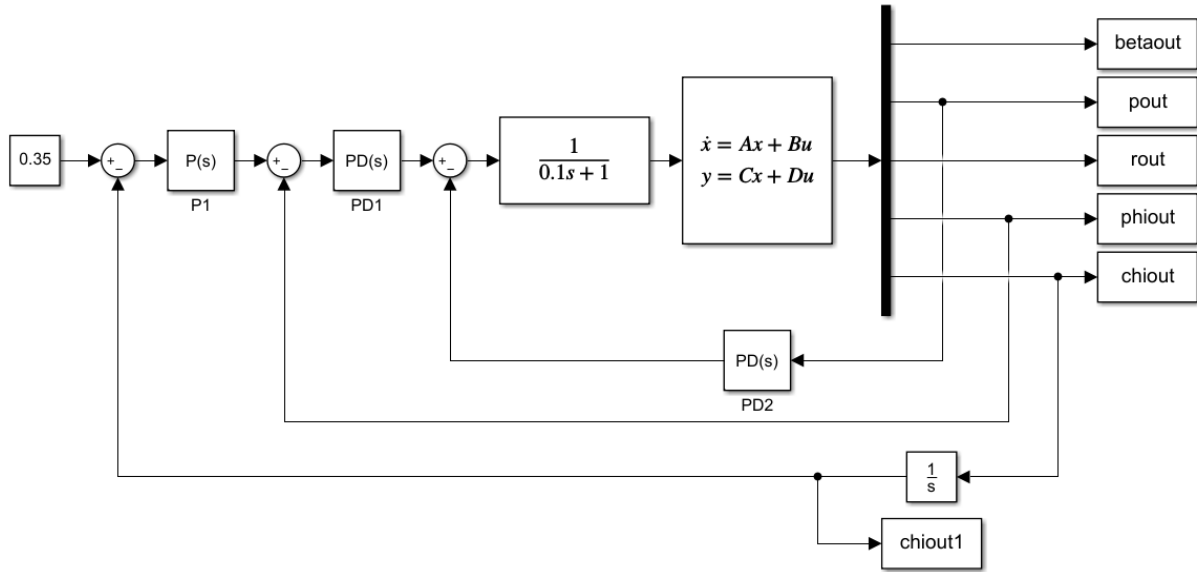 betaout
pout
0.35
+
−
P(s)
P1
+
−
PD(s)
PD1
+
−
1
0.1s + 1
ẋ = Ax + Bu
y = Cx + Du
rout
phiout
chiout
PD(s)
PD2
1
s
chiout1